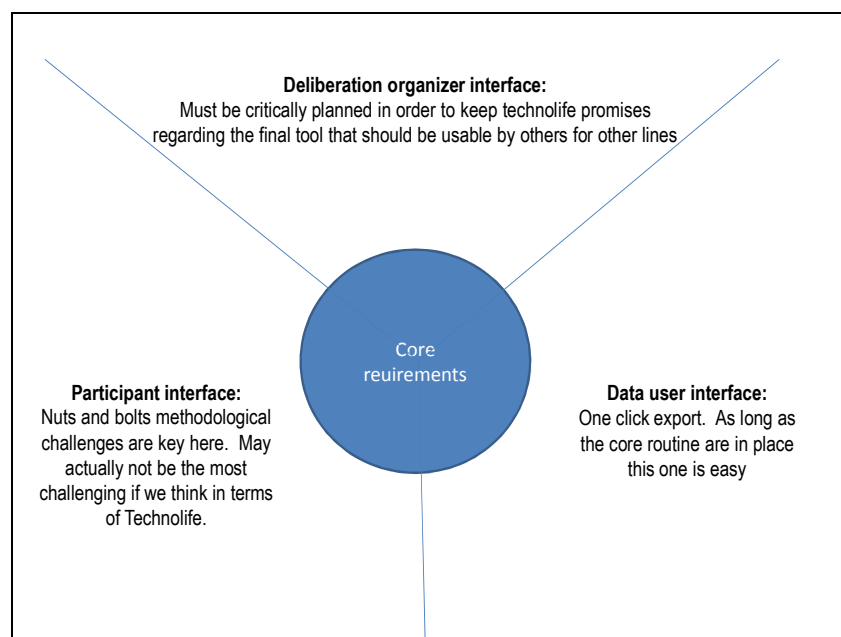 Deliberation organizer interface:
Must be critically planned in order to keep technolife promises
regarding the final tool that should be usable by others for other lines
Core
reuirements
Participant interface:
Nuts and bolts methodological
challenges are key here.  May
actually not be the most
challenging if we think in terms
of Technolife.
Data user interface:
One click export.  As long as
the core routine are in place
this one is easy